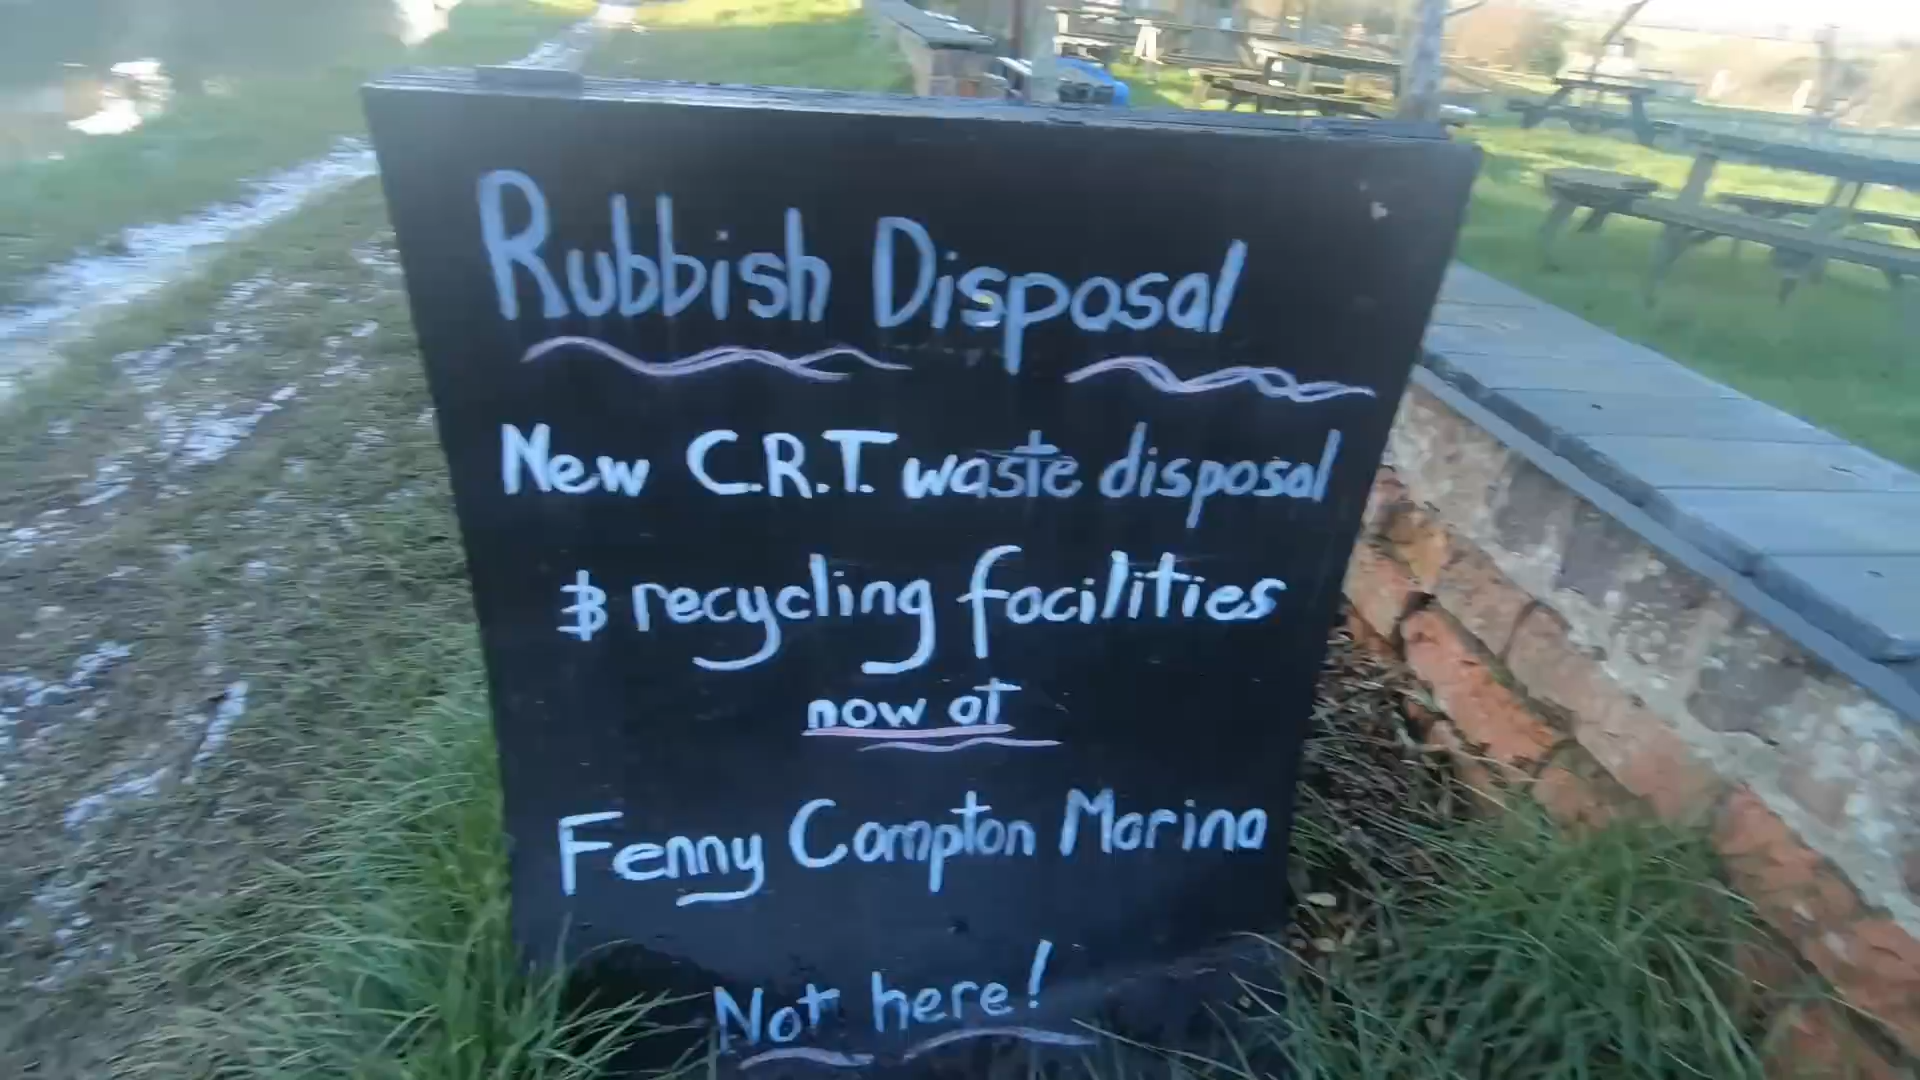 Rubbish Disposal
New C.R.T. waste disposal
& recycling facilities
now at
Fenny Compton Marina
Not here!